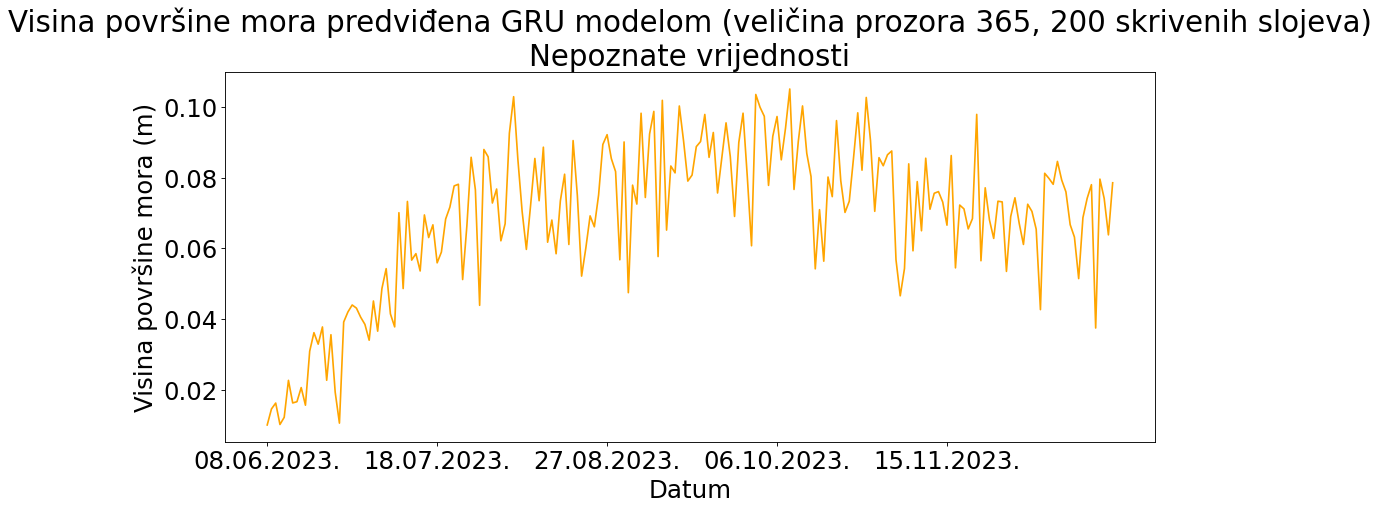 Visina površine mora predviđena GRU modelom (veličina prozora 365, 200 skrivenih slojeva)
Nepoznate vrijednosti
Visina površine mora (m)
0.10
0.08
0.06
0.04
0.02
08.06.2023. 18.07.2023. 27.08.2023. 06.10.2023. 15.11.2023.
Datum